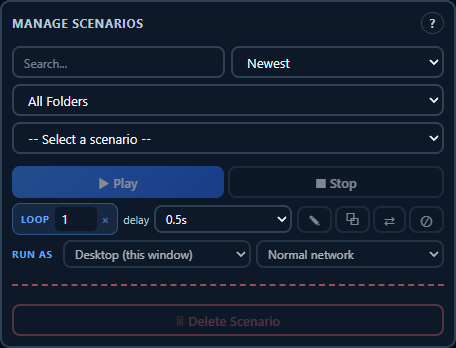 MANAGE SCENARIOS ?
Search... Newest
All Folders
-- Select a scenario --
▶ Play ■ Stop
LOOP 1 × delay 0.5s
RUN AS Desktop (this window) Normal network
Delete Scenario